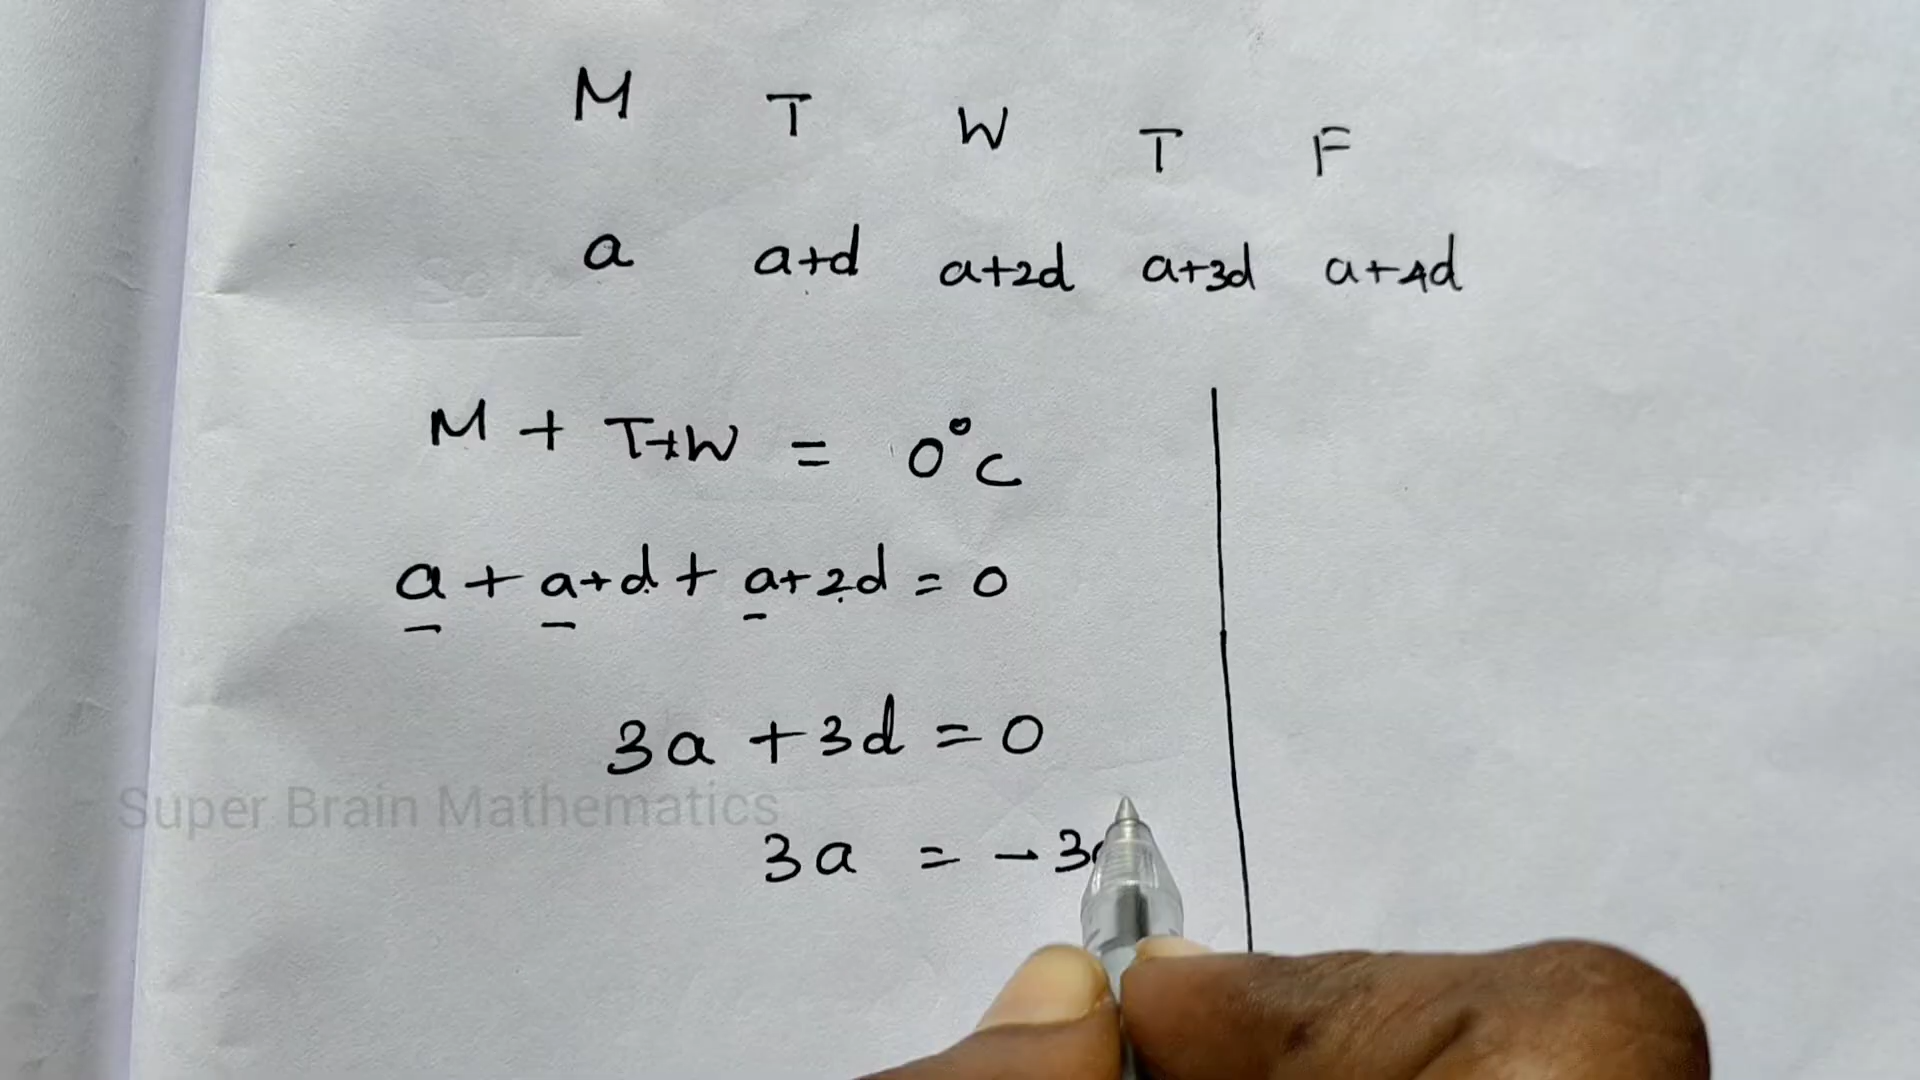 M T W T F
a a+d a+2d a+3d a+4d
M + T+W = 0°C
a + a+d + a+2d = 0
3a + 3d = 0
Super Brain Mathematics
3a = -3